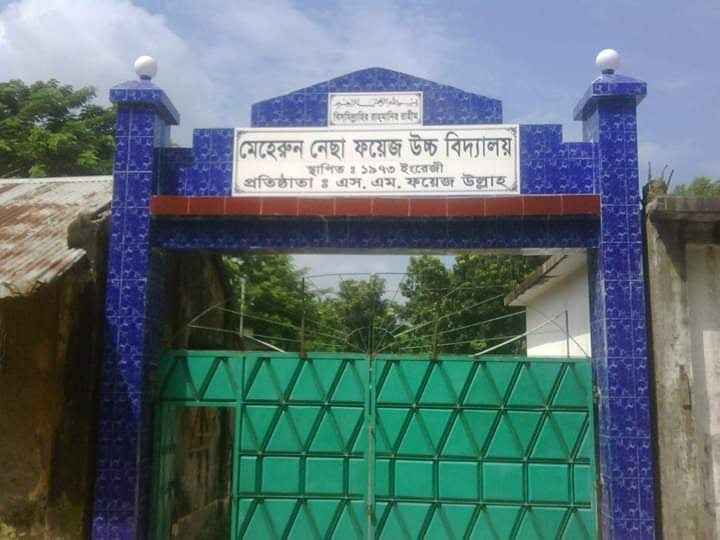 বিসমিল্লাহির রাহমানির রাহীম
মেহেরুন নেছা ফয়েজ উচ্চ বিদ্যালয়
স্থাপিত ঃ ১৯৭৩ ইংরেজী
প্রতিষ্ঠাতা ঃ এস. এম. ফয়েজ উল্লাহ